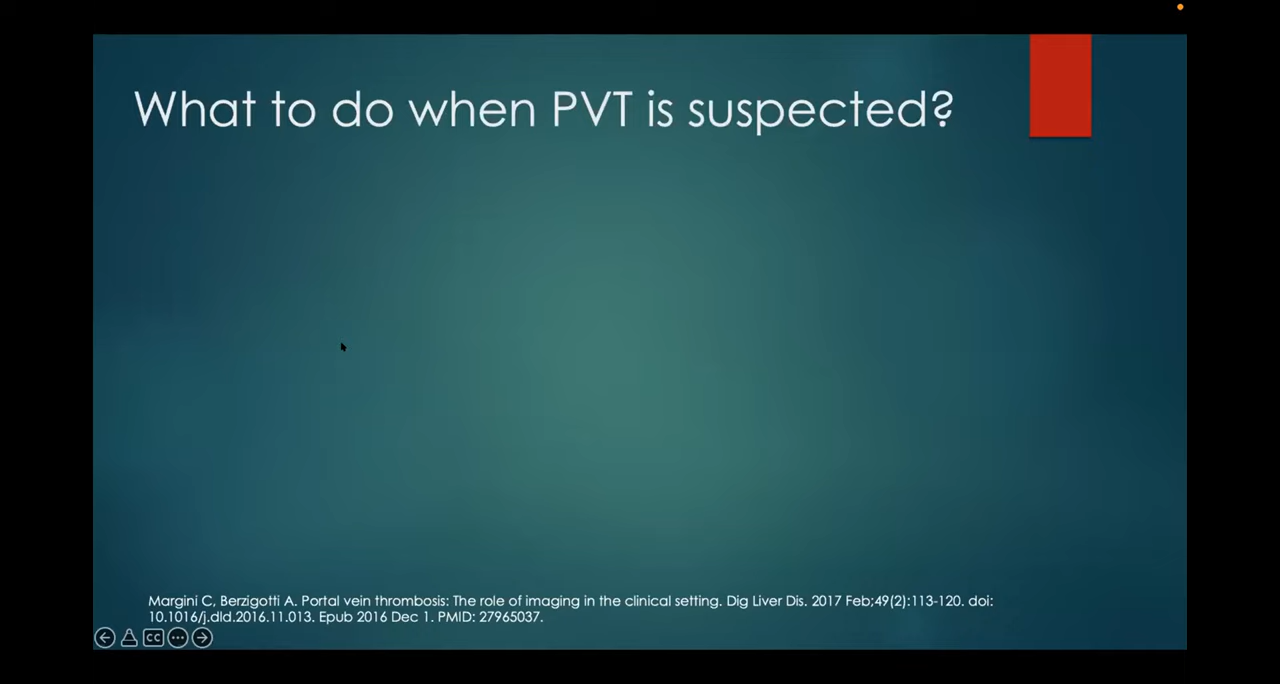 What to do when PVT is suspected?
Margini C, Berzigotti A. Portal vein thrombosis: The role of imaging in the clinical setting. Dig Liver Dis. 2017 Feb;49(2):113-120. doi:
10.1016/j.dld.2016.11.013. Epub 2016 Dec 1. PMID: 27965037.
CC